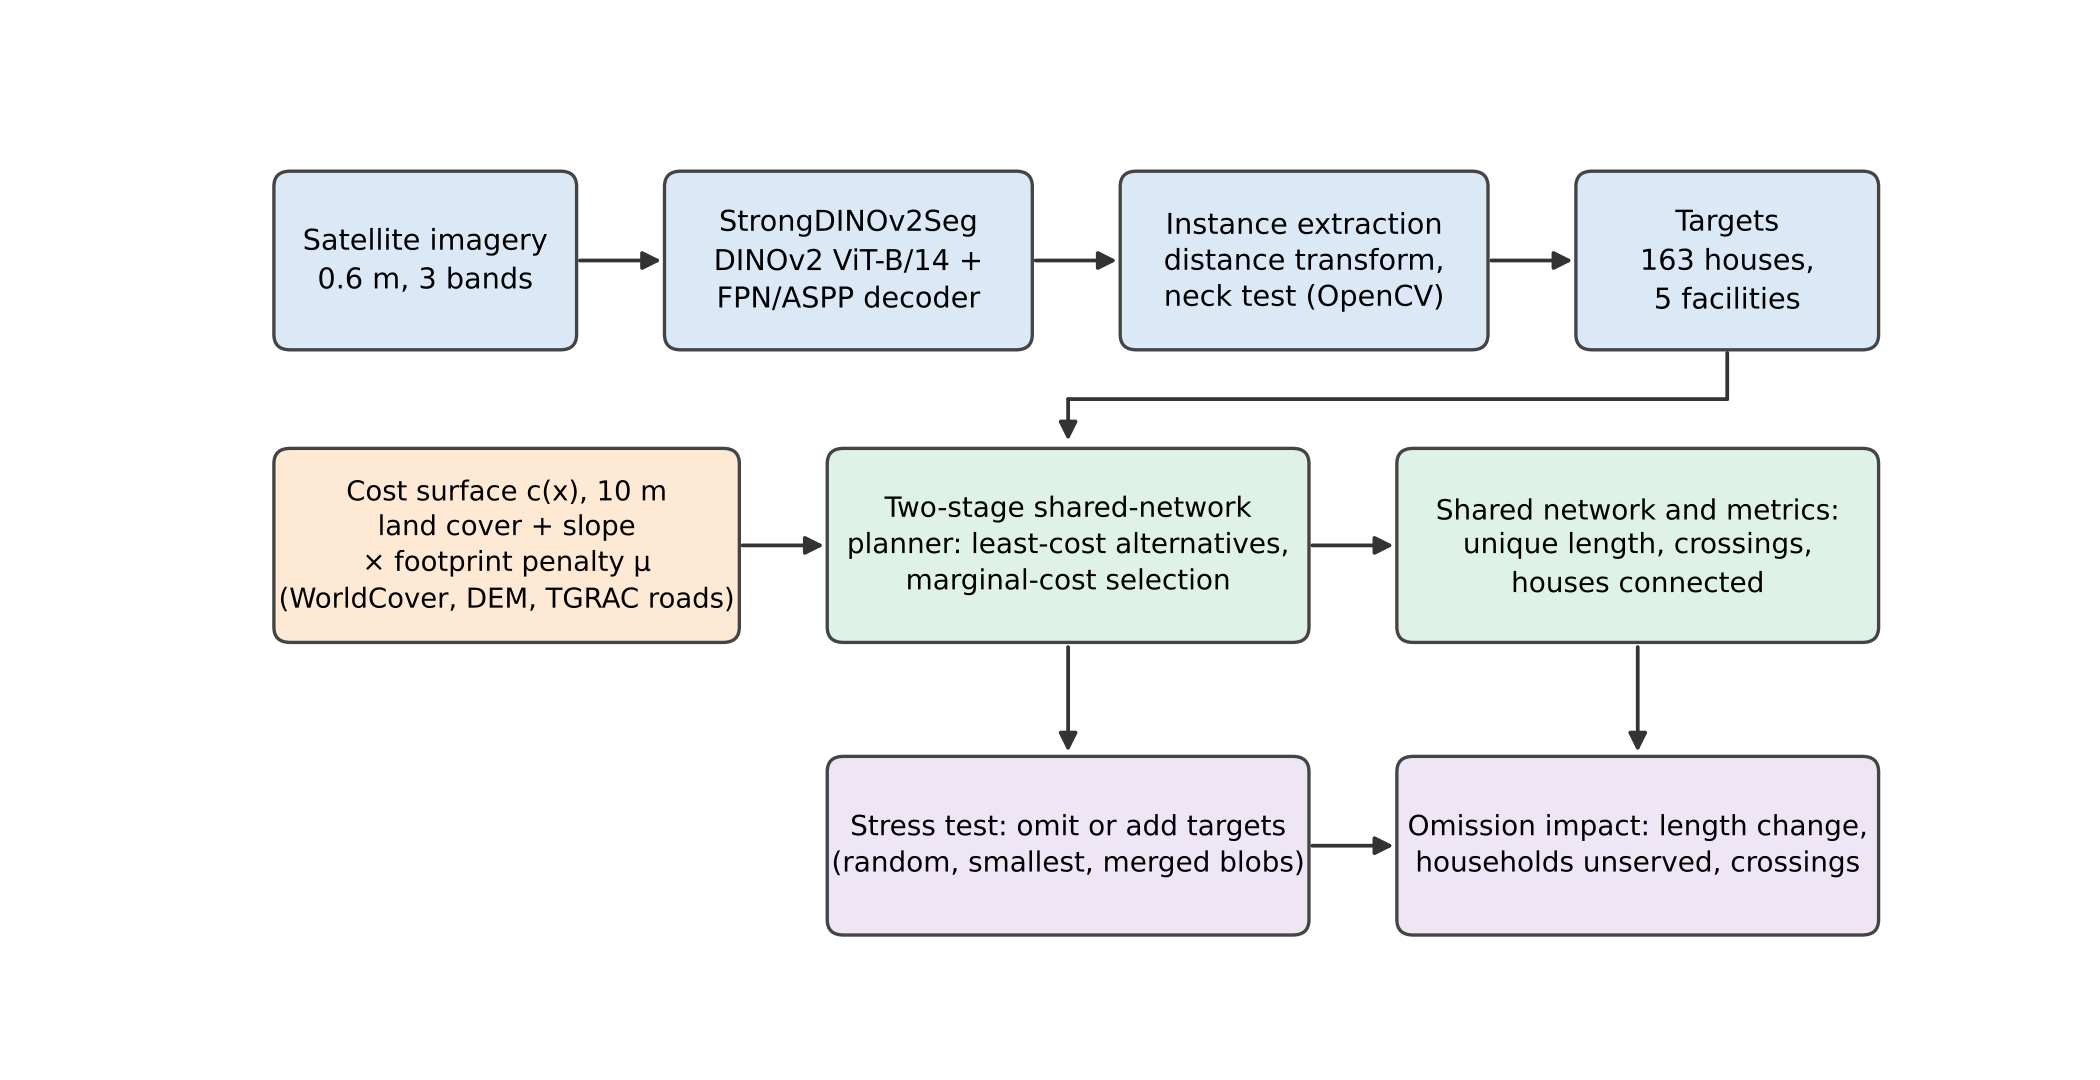 Satellite imagery
0.6 m, 3 bands
StrongDINOv2Seg
DINOv2 ViT-B/14 +
FPN/ASPP decoder
Instance extraction
distance transform,
neck test (OpenCV)
Targets
163 houses,
5 facilities
Cost surface c(x), 10 m
land cover + slope
× footprint penalty μ
(WorldCover, DEM, TGRAC roads)
Two-stage shared-network
planner: least-cost alternatives,
marginal-cost selection
Shared network and metrics:
unique length, crossings,
houses connected
Stress test: omit or add targets
(random, smallest, merged blobs)
Omission impact: length change,
households unserved, crossings